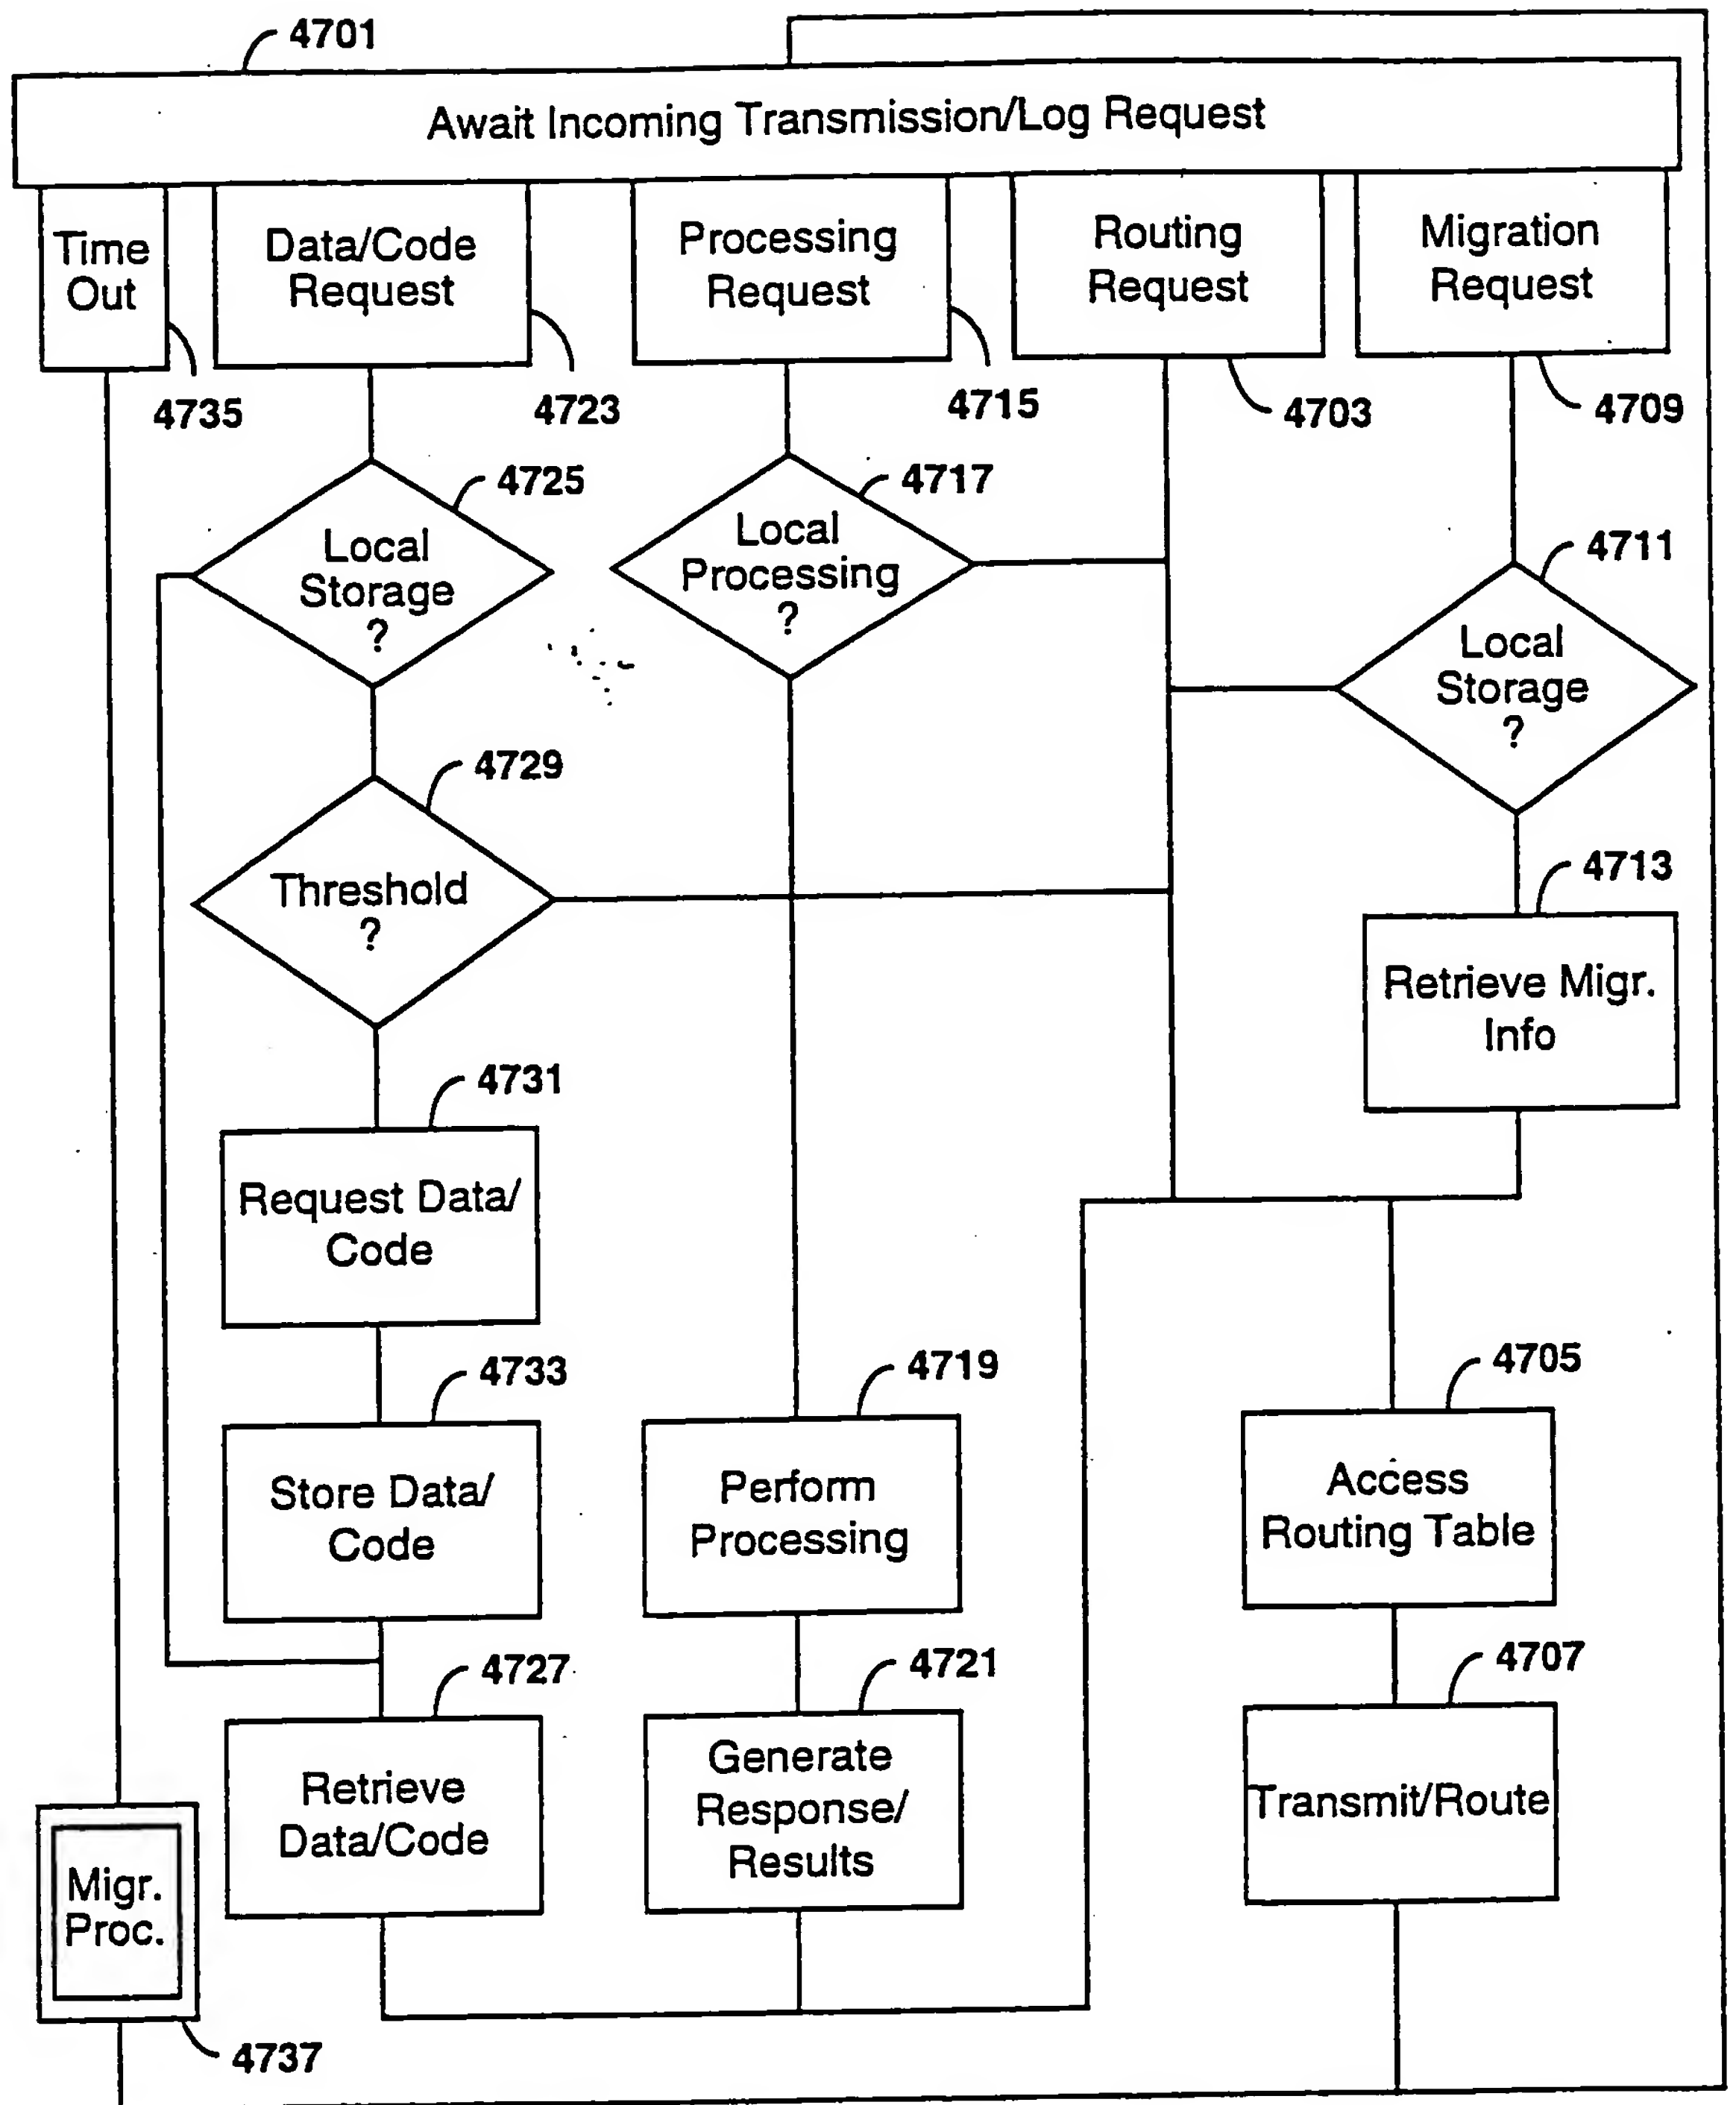 4701
Await Incoming Transmission/Log Request
Time
Out
Data/Code
Request
Processing
Request
Routing
Request
Migration
Request
4735
4723
4715
4703
4709
4725
Local
Storage
?
4717
Local
Processing
?
4711
Local
Storage
?
4729
Threshold
?
4713
Retrieve Migr.
Info
4731
Request Data/
Code
4733
Store Data/
Code
4719
Perform
Processing
4705
Access
Routing Table
4727
Retrieve
Data/Code
4721
Generate
Response/
Results
4707
Transmit/Route
Migr.
Proc.
4737